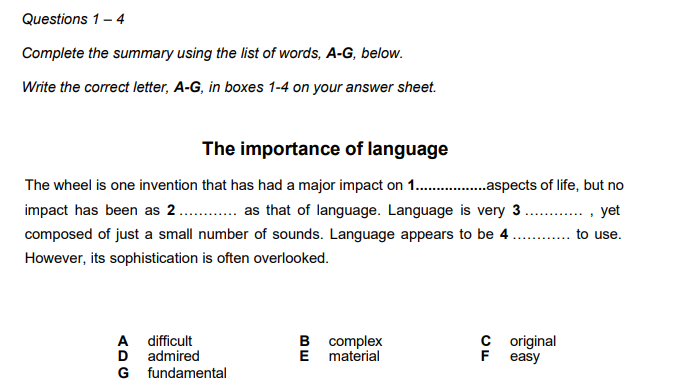 Questions 1 – 4
Complete the summary using the list of words, A-G, below.
Write the correct letter, A-G, in boxes 1-4 on your answer sheet.
The importance of language
The wheel is one invention that has had a major impact on 1..................aspects of life, but no
impact has been as 2 ............ as that of language. Language is very 3 ............ , yet
composed of just a small number of sounds. Language appears to be 4 ............ to use.
However, its sophistication is often overlooked.
A difficult B complex C original
D admired E material F easy
G fundamental